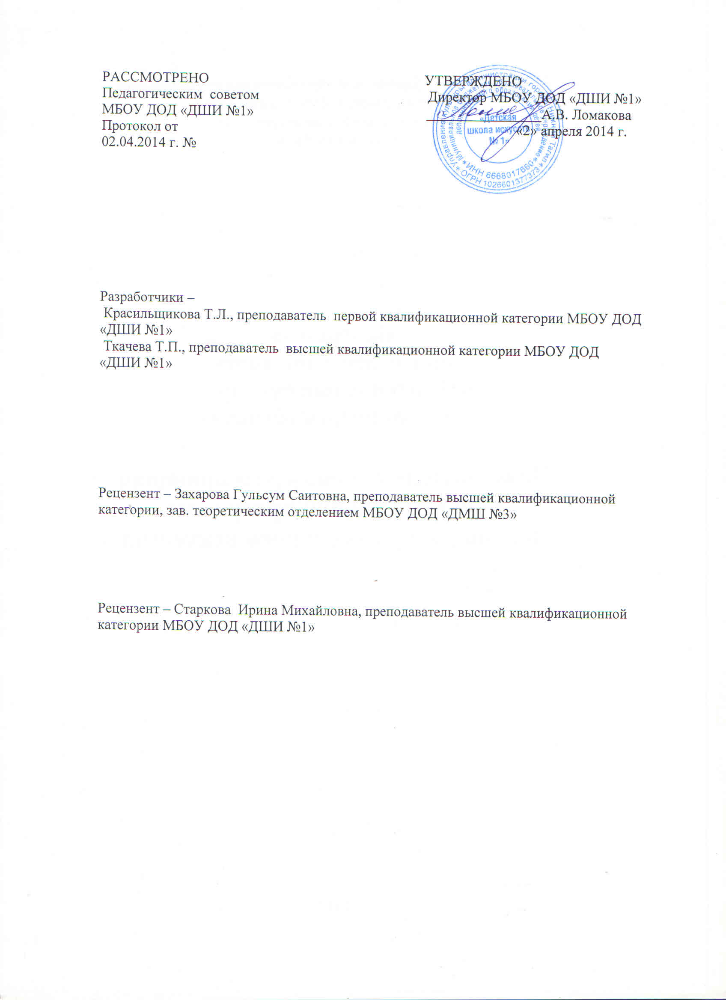 РАССМОТРЕНО
Педагогическим советом
МБОУ ДОД «ДШИ №1»
Протокол от
02.04.2014 г. №
УТВЕРЖДЕНО
Директор МБОУ ДОД «ДШИ №1»
А.В. Ломакова
«2» апреля 2014 г.
«Детская
школа искусств
№ 1»
ИНН 6668017660
ОГРН 1026601377373
Разработчики –
Красильщикова Т.Л., преподаватель первой квалификационной категории МБОУ ДОД
«ДШИ №1»
Ткачева Т.П., преподаватель высшей квалификационной категории МБОУ ДОД
«ДШИ №1»
Рецензент – Захарова Гульсум Саитовна, преподаватель высшей квалификационной
категории, зав. теоретическим отделением МБОУ ДОД «ДМШ №3»
Рецензент – Старкова Ирина Михайловна, преподаватель высшей квалификационной
категории МБОУ ДОД «ДШИ №1»